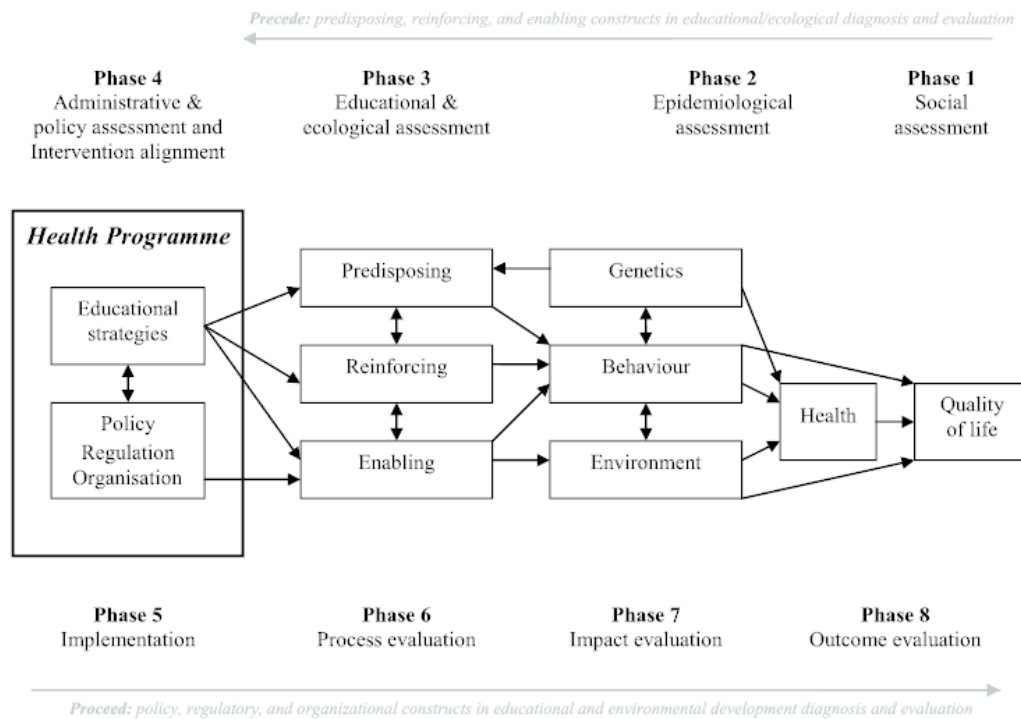 Precede: predisposing, reinforcing, and enabling constructs in educational/ecological diagnosis and evaluation
Phase 4
Administrative &
policy assessment and
Intervention alignment
Phase 3
Educational &
ecological assessment
Phase 2
Epidemiological
assessment
Phase 1
Social
assessment
Health Programme
Educational
strategies
Policy
Regulation
Organisation
Predisposing
Reinforcing
Enabling
Genetics
Behaviour
Environment
Health
Quality
of life
Phase 5
Implementation
Phase 6
Process evaluation
Phase 7
Impact evaluation
Phase 8
Outcome evaluation
Proceed: policy, regulatory, and organizational constructs in educational and environmental development diagnosis and evaluation